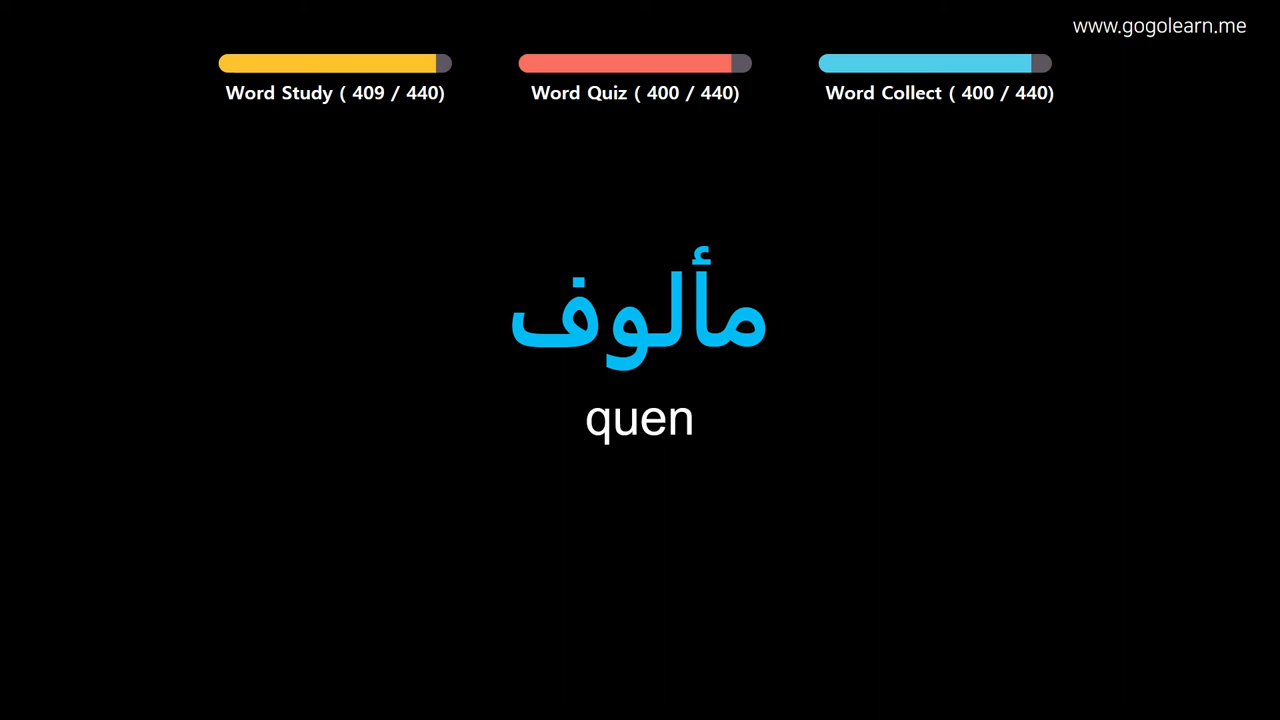 www.gogolearn.me
Word Study ( 409 / 440)
Word Quiz ( 400 / 440)
Word Collect ( 400 / 440)
مألوف
quen